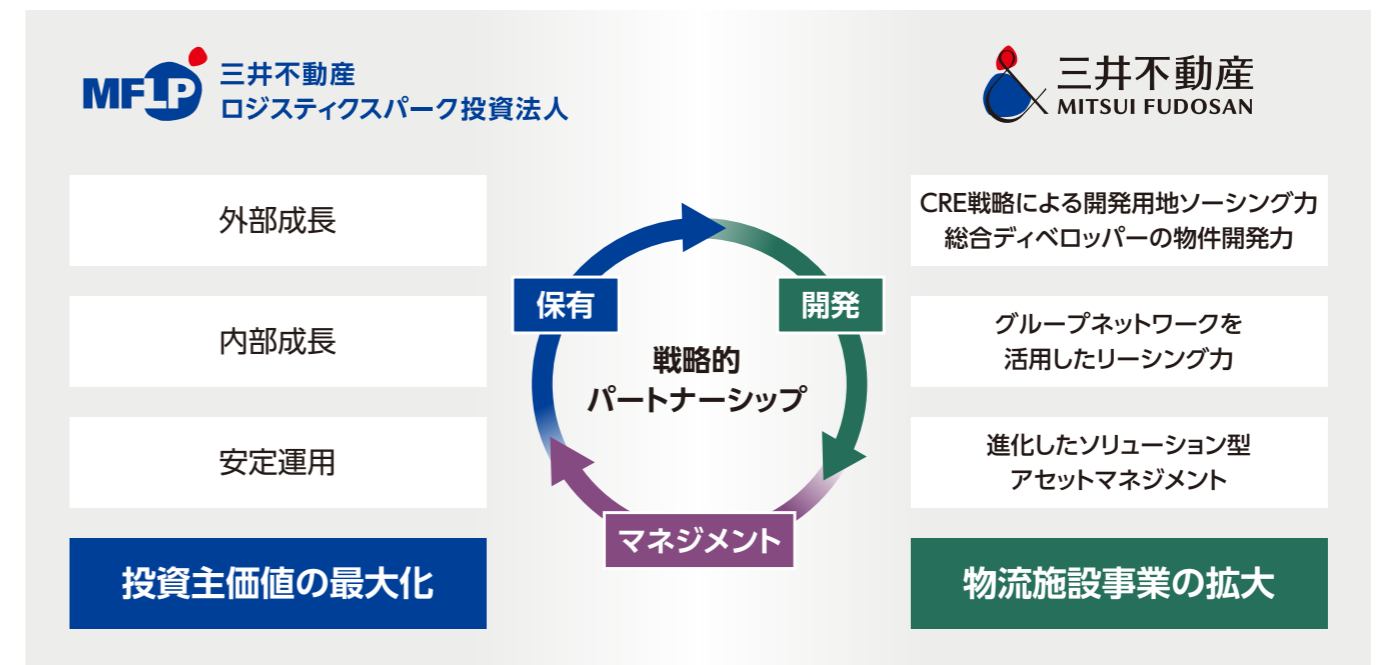 MFLP
三井不動産
ロジスティクスパーク投資法人
三井不動産
MITSUI FUDOSAN
外部成長
内部成長
安定運用
投資主価値の最大化
保有
開発
戦略的
パートナーシップ
マネジメント
CRE戦略による開発用地ソーシング力
総合ディベロッパーの物件開発力
グループネットワークを
活用したリーシング力
進化したソリューション型
アセットマネジメント
物流施設事業の拡大